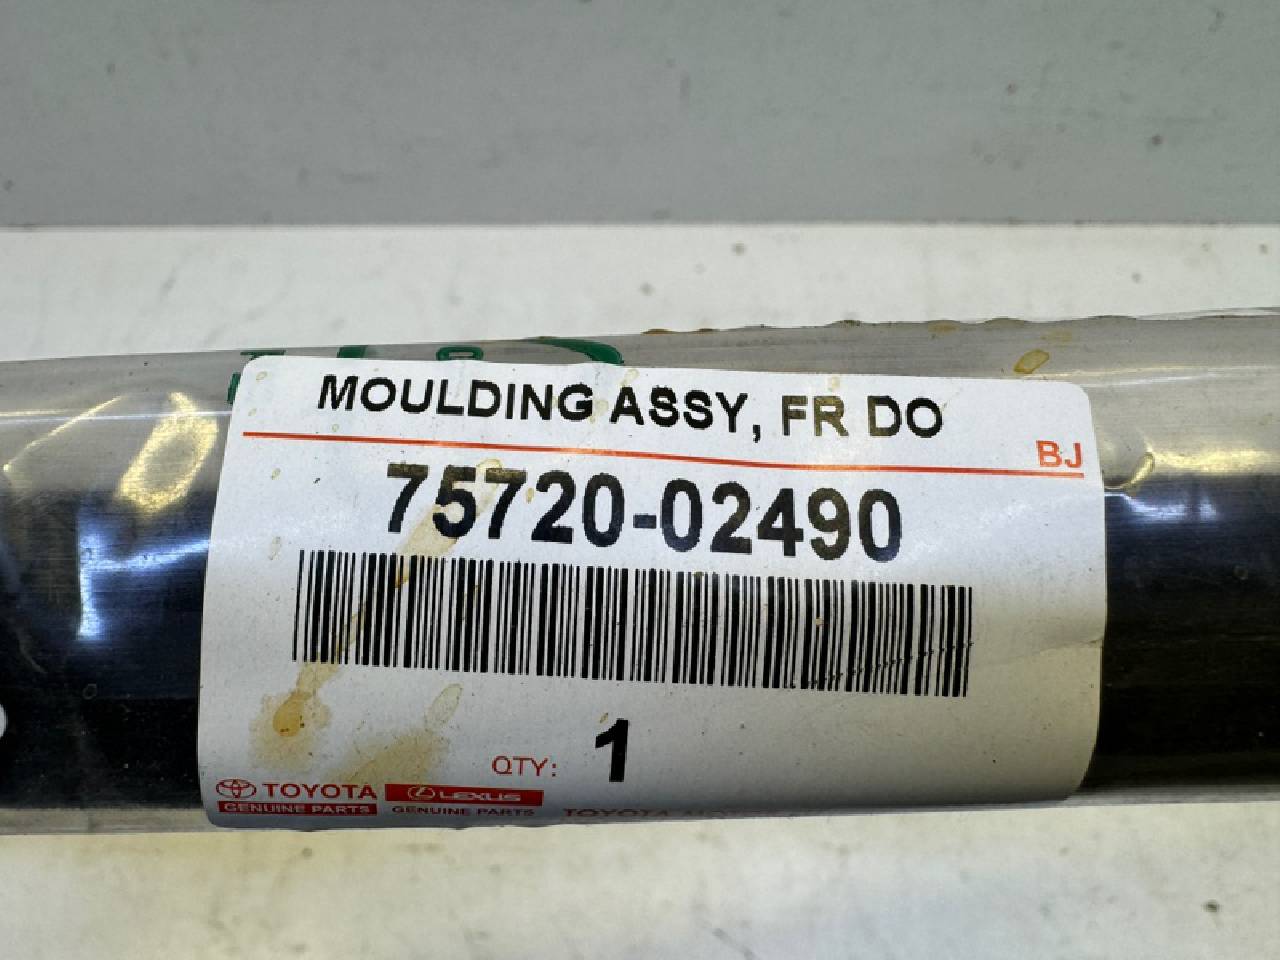 MOULDING ASSY, FR DO
BJ
75720-02490
QTY: 1
TOYOTA LEXUS
GENUINE PARTS GENUINE PARTS TOYOTA